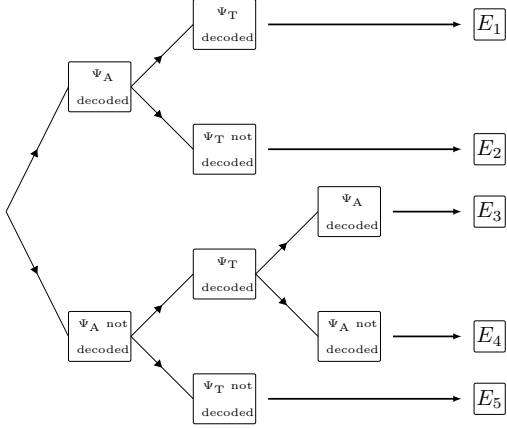 Ψ_T
decoded
E_1
Ψ_A
decoded
Ψ_T not
decoded
E_2
Ψ_A
decoded
E_3
Ψ_T
decoded
Ψ_A not
decoded
Ψ_A not
decoded
E_4
Ψ_T not
decoded
E_5